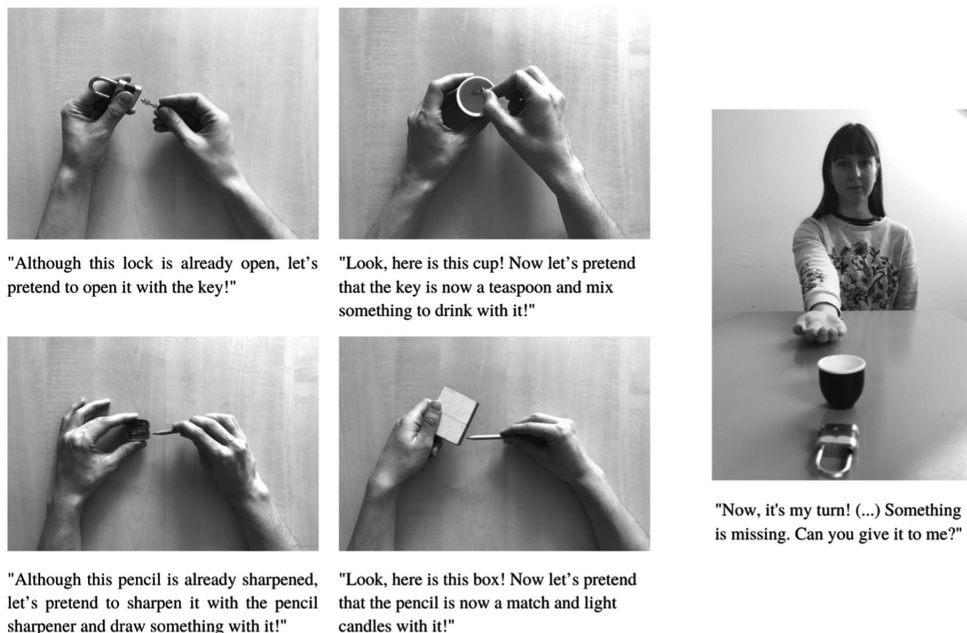 "Although this lock is already open, let's
pretend to open it with the key!"
"Look, here is this cup! Now let's pretend
that the key is now a teaspoon and mix
something to drink with it!"
"Although this pencil is already sharpened,
let's pretend to sharpen it with the pencil
sharpener and draw something with it!"
"Look, here is this box! Now let's pretend
that the pencil is now a match and light
candles with it!"
"Now, it's my turn! (...) Something
is missing. Can you give it to me?"